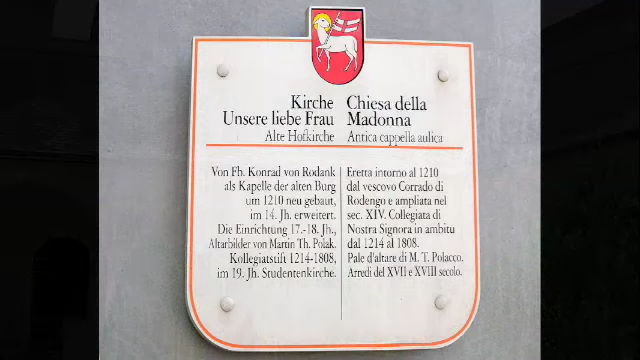 Kirche
Unsere liebe Frau
Alte Hofkirche
Von Fb. Konrad von Rodank
als Kapelle der alten Burg
um 1210 neu gebaut,
im 14. Jh. erweitert.
Die Einrichtung 17.-18. Jh.,
Altarbilder von Martin Th. Polak.
Kollegiatstift 1214-1808,
im 19. Jh. Studentenkirche.
Chiesa della
Madonna
Antica cappella aulica
Eretta intorno al 1210
dal vescovo Corrado di
Rodengo e ampliata nel
sec. XIV. Collegiata di
Nostra Signora in ambitu
dal 1214 al 1808.
Pale d'altare di M. T. Polacco.
Arredi del XVII e XVIII secolo.